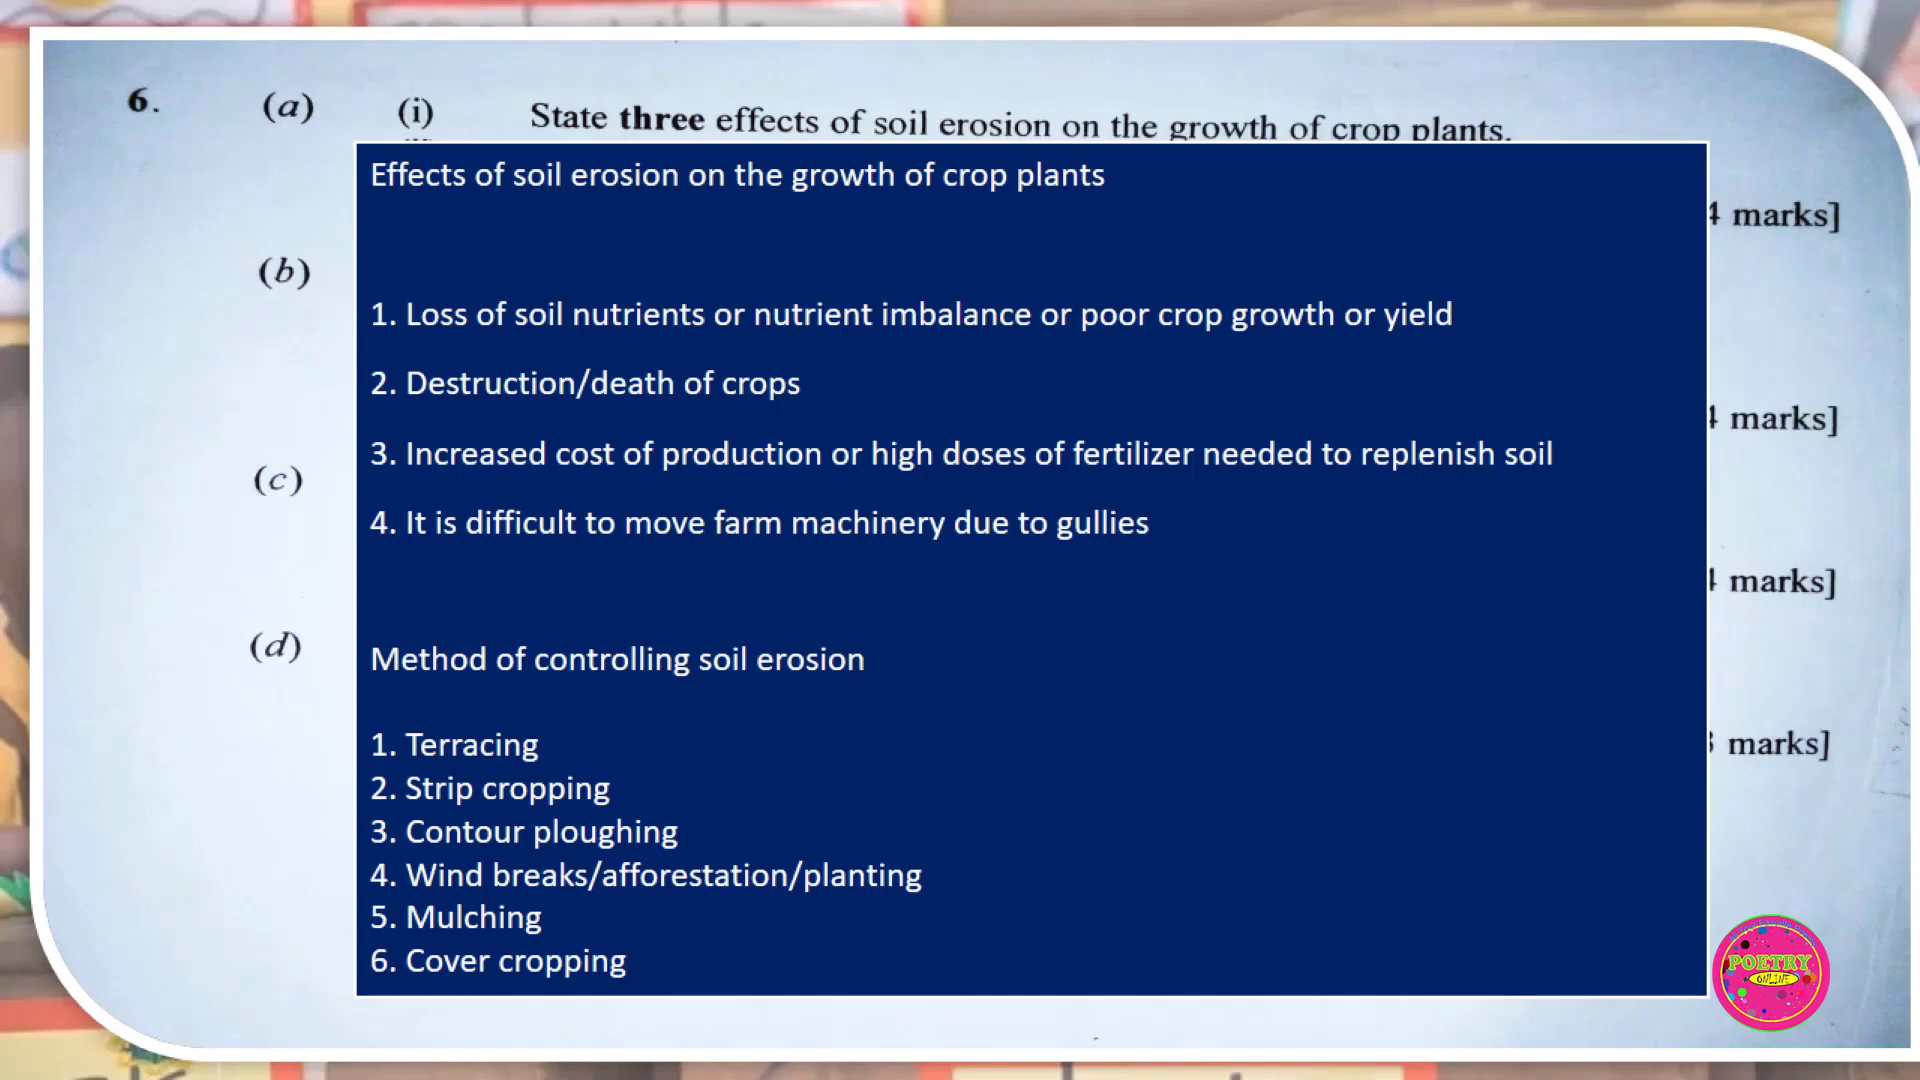 6. (a) (i) State three effects of soil erosion on the growth of crop plants.
Effects of soil erosion on the growth of crop plants
marks]
(b)
1. Loss of soil nutrients or nutrient imbalance or poor crop growth or yield
2. Destruction/death of crops
marks]
3. Increased cost of production or high doses of fertilizer needed to replenish soil
(c)
4. It is difficult to move farm machinery due to gullies
marks]
(d)
Method of controlling soil erosion
1. Terracing
marks]
2. Strip cropping
3. Contour ploughing
4. Wind breaks/afforestation/planting
5. Mulching
6. Cover cropping
POETRY
ONLINE